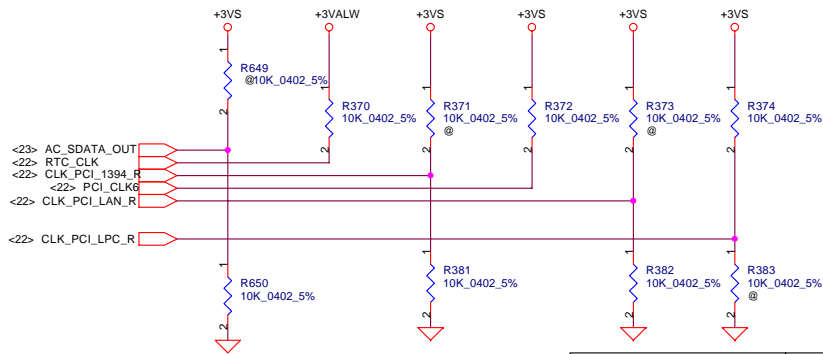 +3VS +3VALW +3VS +3VS +3VS +3VS
1
R649
@10K_0402_5%
2
1
R370
10K_0402_5%
2
1
R371
10K_0402_5%
@
2
1
R372
10K_0402_5%
2
1
R373
10K_0402_5%
@
2
1
R374
10K_0402_5%
2
<23> AC_SDATA_OUT
<22> RTC_CLK
<22> CLK_PCI_1394_R
<22> PCI_CLK6
<22> CLK_PCI_LAN_R
<22> CLK_PCI_LPC_R
1
R650
10K_0402_5%
2
1
R381
10K_0402_5%
2
1
R382
10K_0402_5%
2
1
R383
10K_0402_5%
@
2